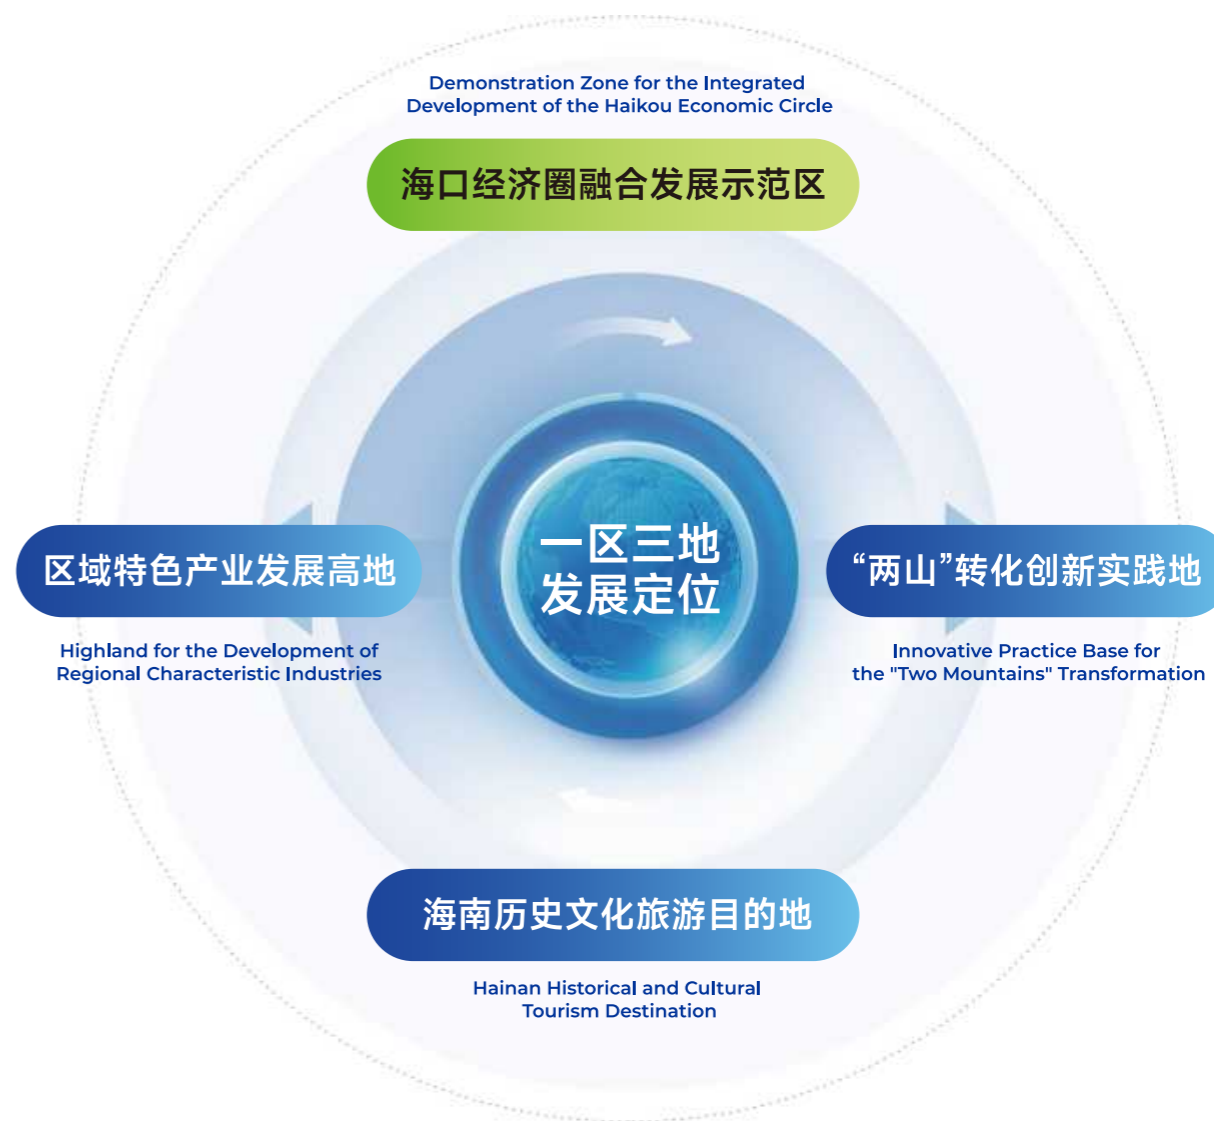 Demonstration Zone for the Integrated
Development of the Haikou Economic Circle
海口经济圈融合发展示范区
一区三地
发展定位
区域特色产业发展高地
Highland for the Development of
Regional Characteristic Industries
“两山”转化创新实践地
Innovative Practice Base for
the "Two Mountains" Transformation
海南历史文化旅游目的地
Hainan Historical and Cultural
Tourism Destination